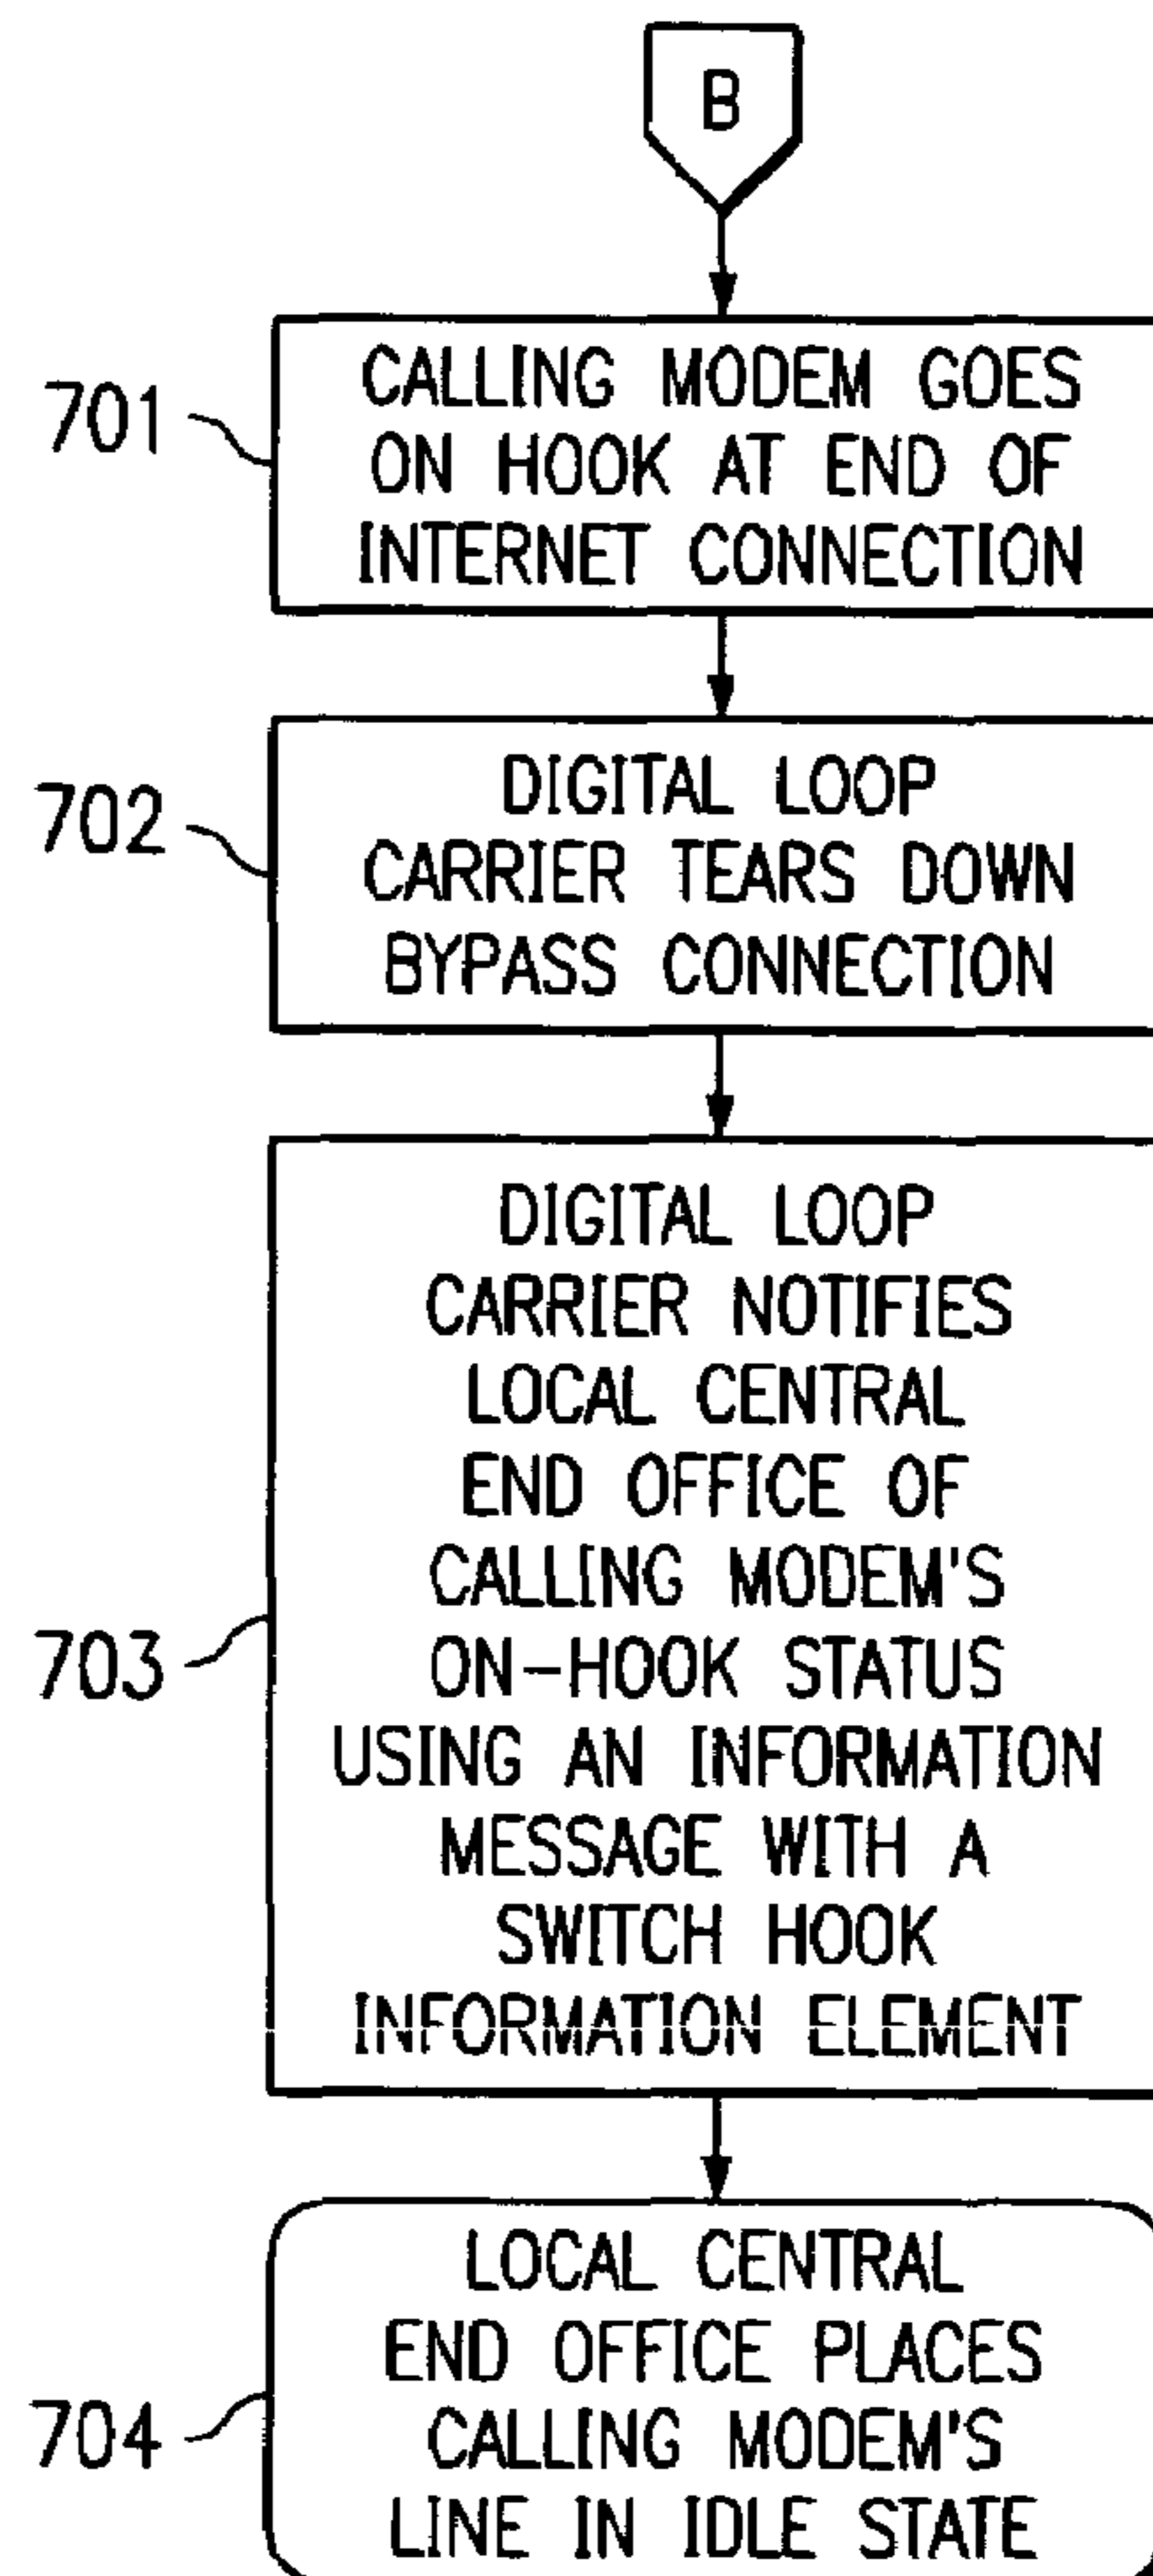 B
701
CALLING MODEM GOES
ON HOOK AT END OF
INTERNET CONNECTION
702
DIGITAL LOOP
CARRIER TEARS DOWN
BYPASS CONNECTION
703
DIGITAL LOOP
CARRIER NOTIFIES
LOCAL CENTRAL
END OFFICE OF
CALLING MODEM'S
ON-HOOK STATUS
USING AN INFORMATION
MESSAGE WITH A
SWITCH HOOK
INFORMATION ELEMENT
704
LOCAL CENTRAL
END OFFICE PLACES
CALLING MODEM'S
LINE IN IDLE STATE